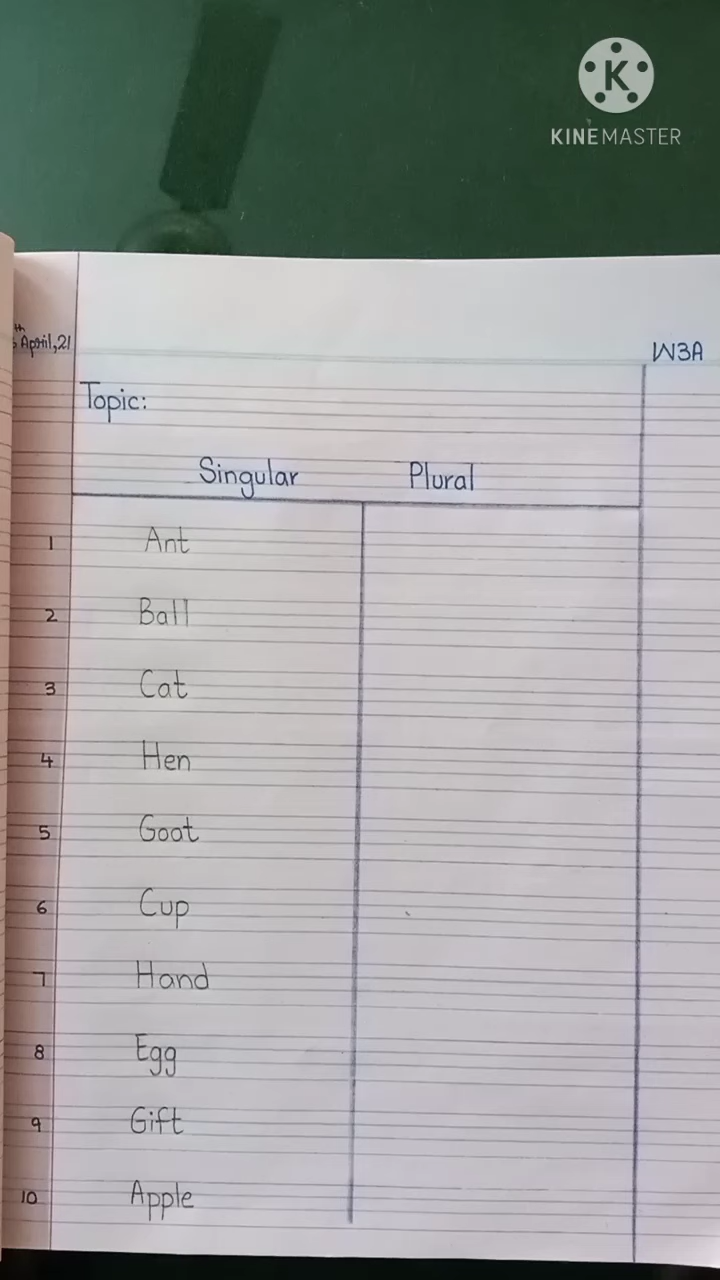 K
KINEMASTER
th
April,21
W3A
Topic:
Singular Plural
1 Ant
2 Ball
3 Cat
4 Hen
5 Goat
6 Cup
7 Hand
8 Egg
9 Gift
10 Apple